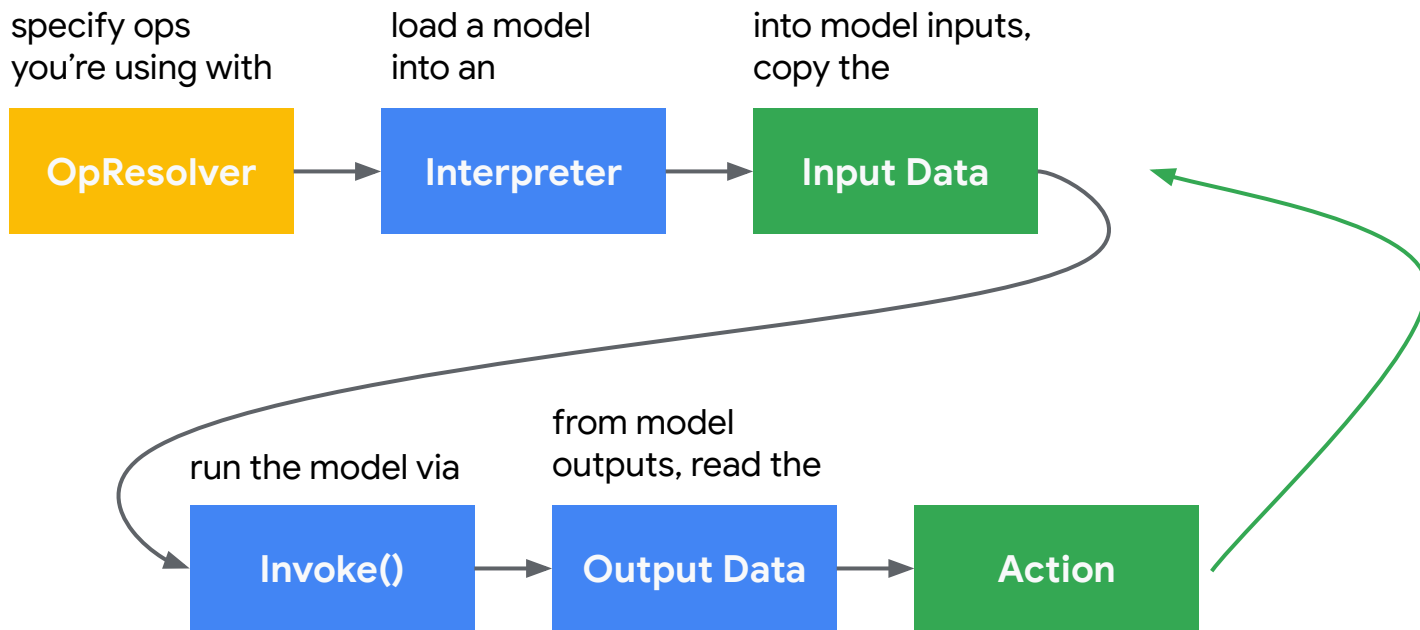 specify ops
you’re using with
OpResolver
load a model
into an
Interpreter
into model inputs,
copy the
Input Data
run the model via
Invoke()
from model
outputs, read the
Output Data
Action